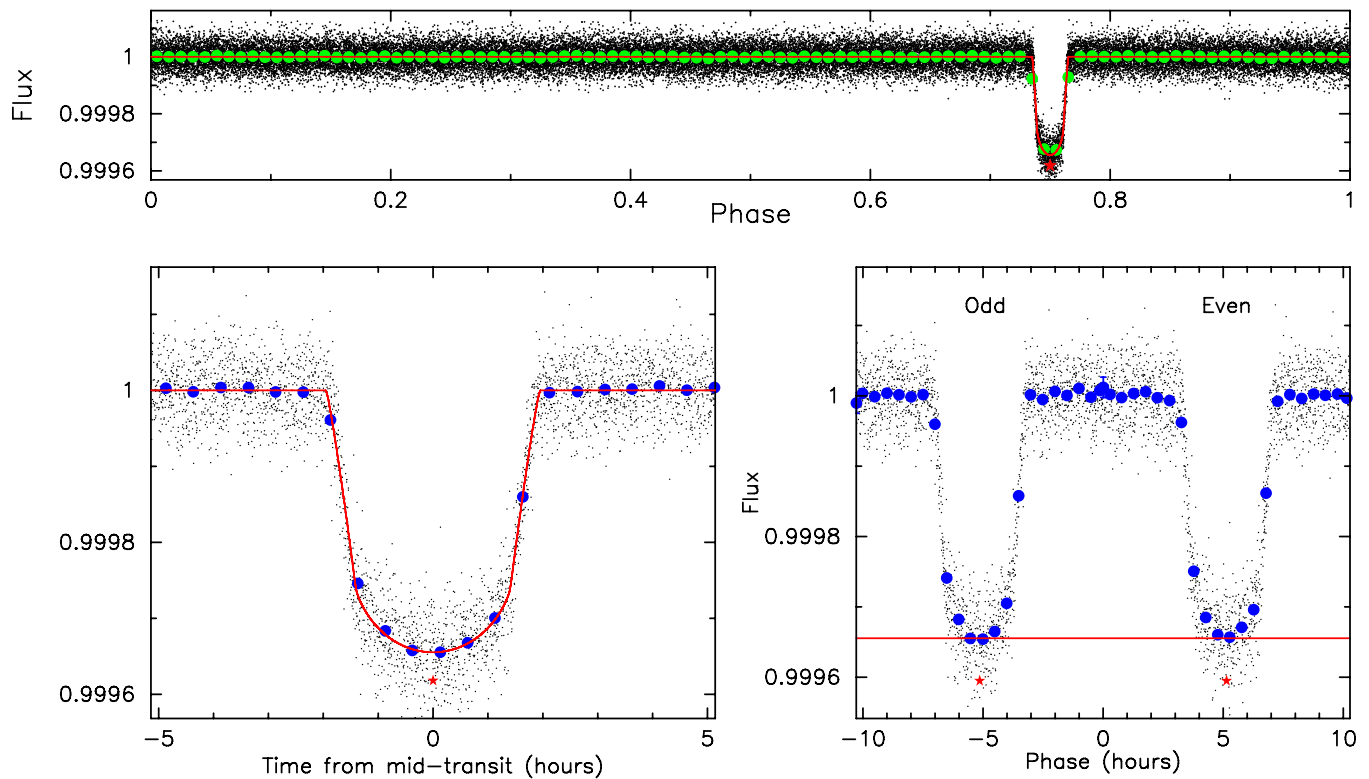 Flux
1
0.9998
0.9996
0 0.2 0.4 0.6 0.8 1
Phase
1
0.9998
0.9996
-5 0 5
Time from mid-transit (hours)
Odd Even
Flux
1
0.9998
0.9996
-10 -5 0 5 10
Phase (hours)